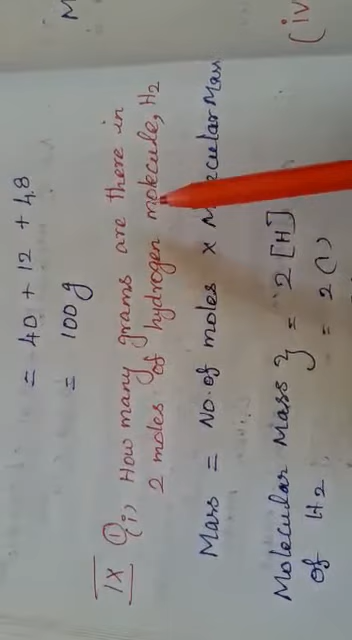 = 40 + 12 + 48
= 100 g
IX Q i, How many grams are there in
2 moles of hydrogen molecule, H2
Mass = No. of moles x Molecular Mass
Molecular Mass } = 2 [H]
of H2 = 2 (1)
(iv